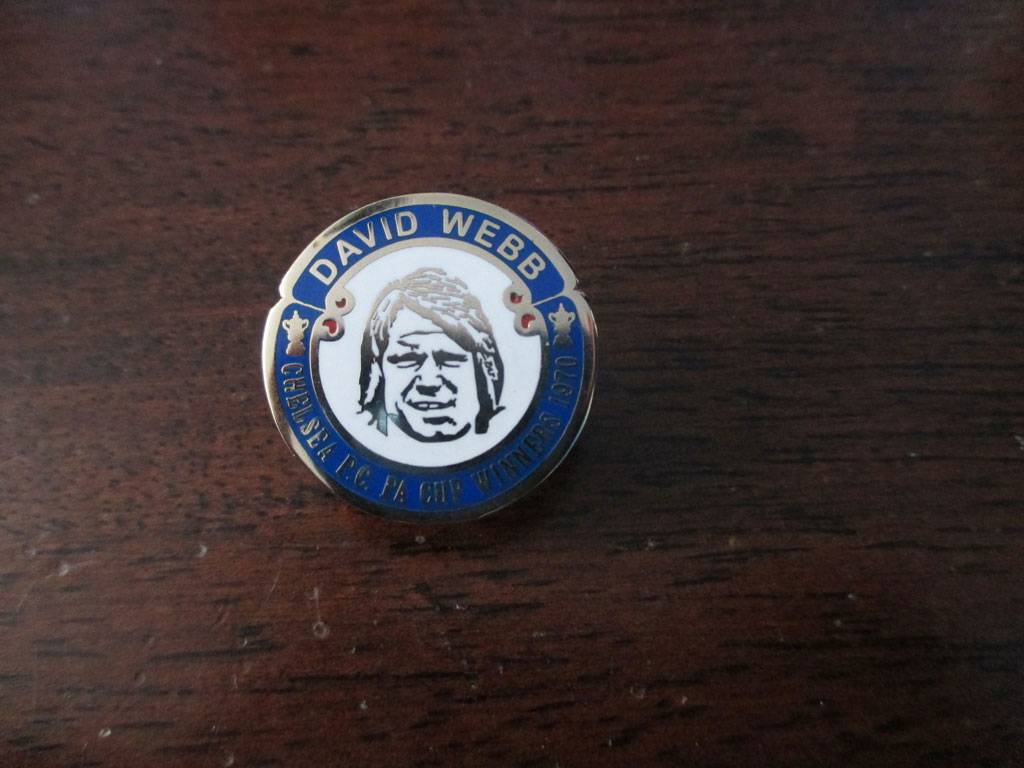 DAVID WEBB
CHELSEA F.C. FA CUP WINNERS 1970